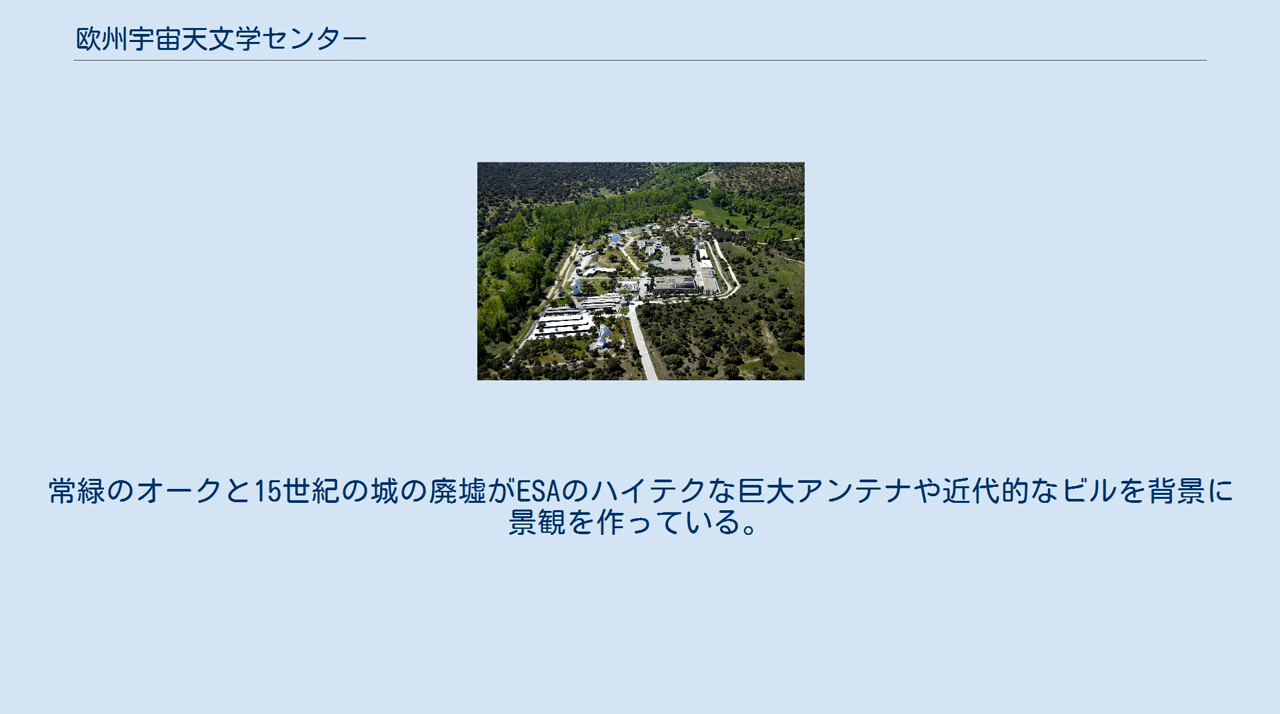 欧州宇宙天文学センター
常緑のオークと15世紀の城の廃墟がESAのハイテクな巨大アンテナや近代的なビルを背景に
景観を作っている。